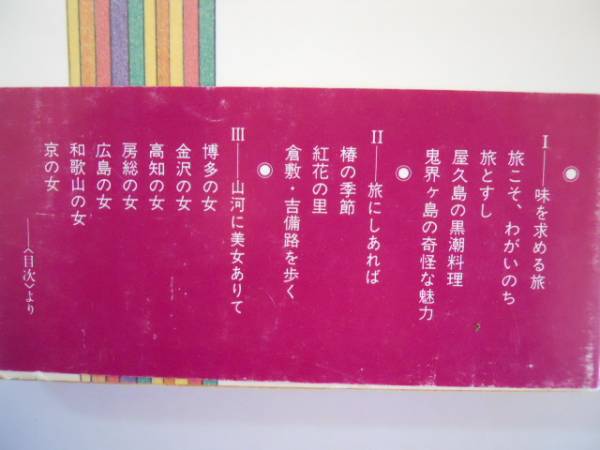 ◉
Ⅰ——味を求める旅
旅こそ、わがいのち
旅とすし
屋久島の黒潮料理
鬼界ヶ島の奇怪な魅力
◉
Ⅱ——旅にしあれば
椿の季節
紅花の里
倉敷・吉備路を歩く
◉
Ⅲ——山河に美女ありて
博多の女
金沢の女
高知の女
房総の女
広島の女
和歌山の女
京の女
——〈目次〉より